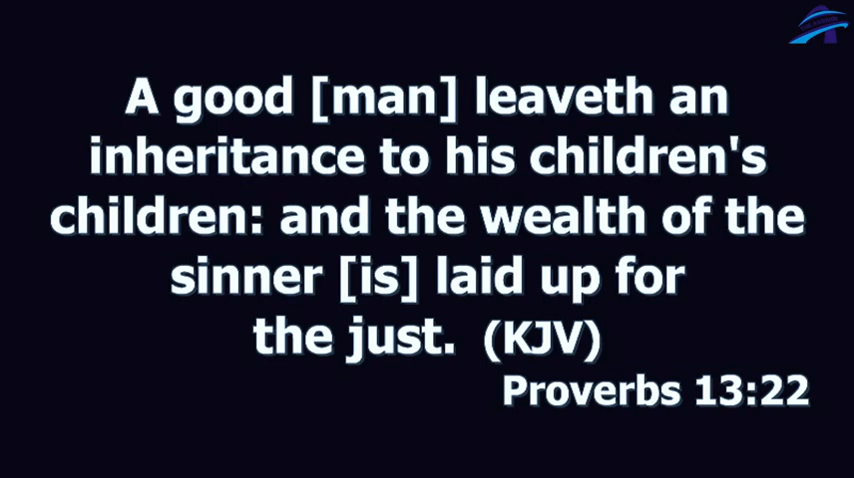 A good [man] leaveth an
inheritance to his children's
children: and the wealth of the
sinner [is] laid up for
the just. (KJV)
Proverbs 13:22